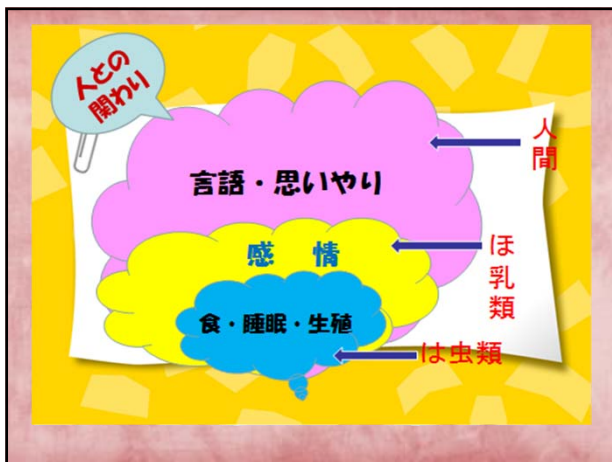 人との
関わり
人間
言語・思いやり
感 情
ほ乳類
食・睡眠・生殖
は虫類